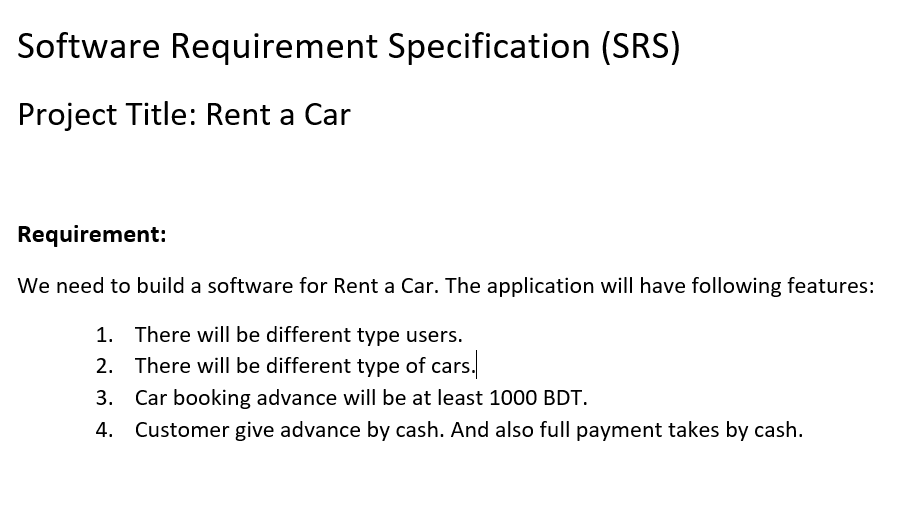 Software Requirement Specification (SRS)
Project Title: Rent a Car
Requirement:
We need to build a software for Rent a Car. The application will have following features:
1. There will be different type users.
2. There will be different type of cars.
3. Car booking advance will be at least 1000 BDT.
4. Customer give advance by cash. And also full payment takes by cash.